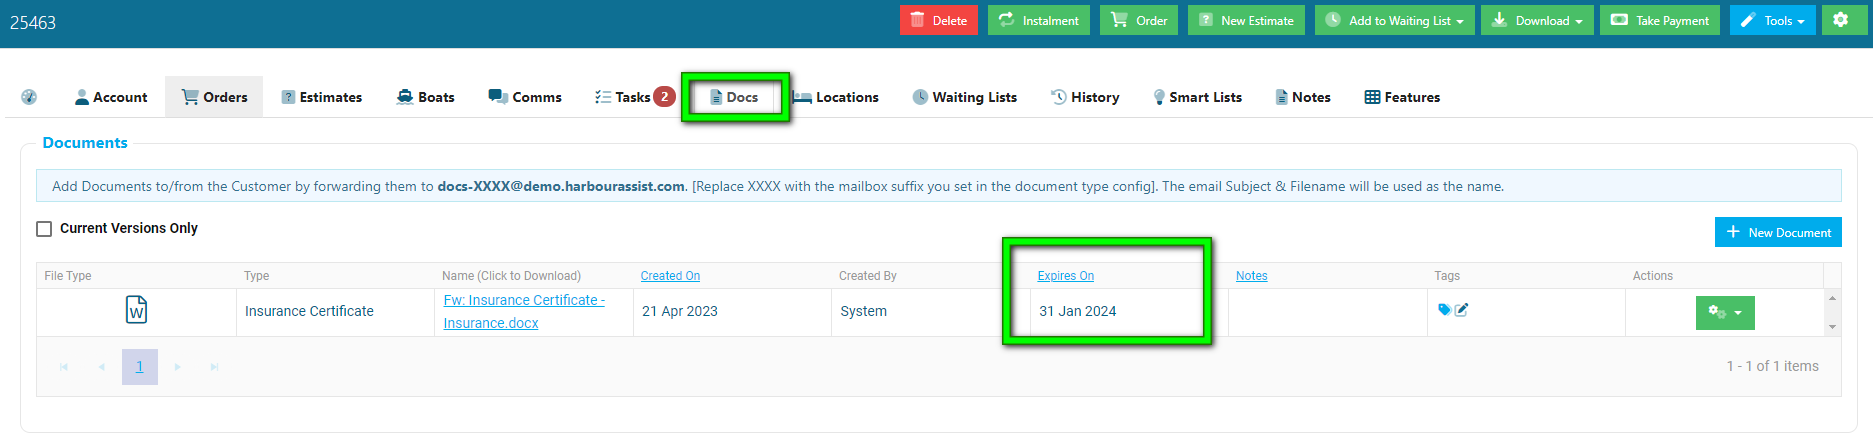 25463
Delete
Instalment
Order
New Estimate
Add to Waiting List
Download
Take Payment
Tools
Account
Orders
Estimates
Boats
Comms
Tasks 2
Docs
Locations
Waiting Lists
History
Smart Lists
Notes
Features
Documents
Add Documents to/from the Customer by forwarding them to docs-XXXX@demo.harbourassist.com. [Replace XXXX with the mailbox suffix you set in the document type config]. The email Subject & Filename will be used as the name.
Current Versions Only
New Document
File Type Type Name (Click to Download) Created On Created By Expires On Notes Tags Actions
W Insurance Certificate Fw: Insurance Certificate - 21 Apr 2023 System 31 Jan 2024
Insurance.docx
1
1 - 1 of 1 items